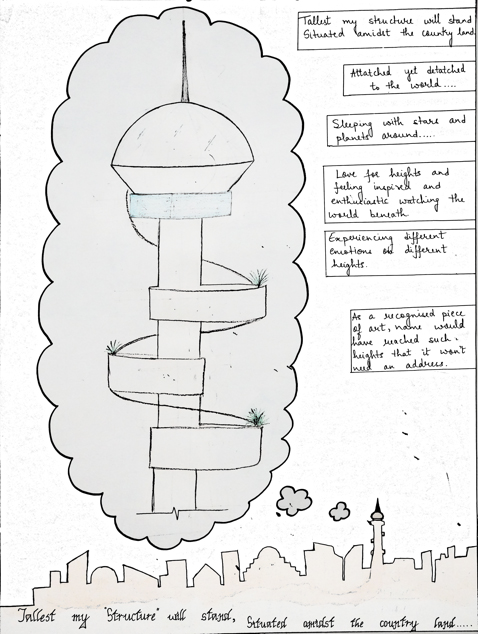 Tallest my structure will stand
Situated amidst the country land
Attatched yet detatched
to the world....
Sleeping with stars and
planets around.....
Love for heights and
feeling inspired and
enthusiastic watching the
world beneath
Experiencing different
emotions on different
heights.
As a recognised piece
of art, name would
have reached such
heights that it won't
need an address.
Tallest my "Structure" will stand, Situated amidst the country land.....